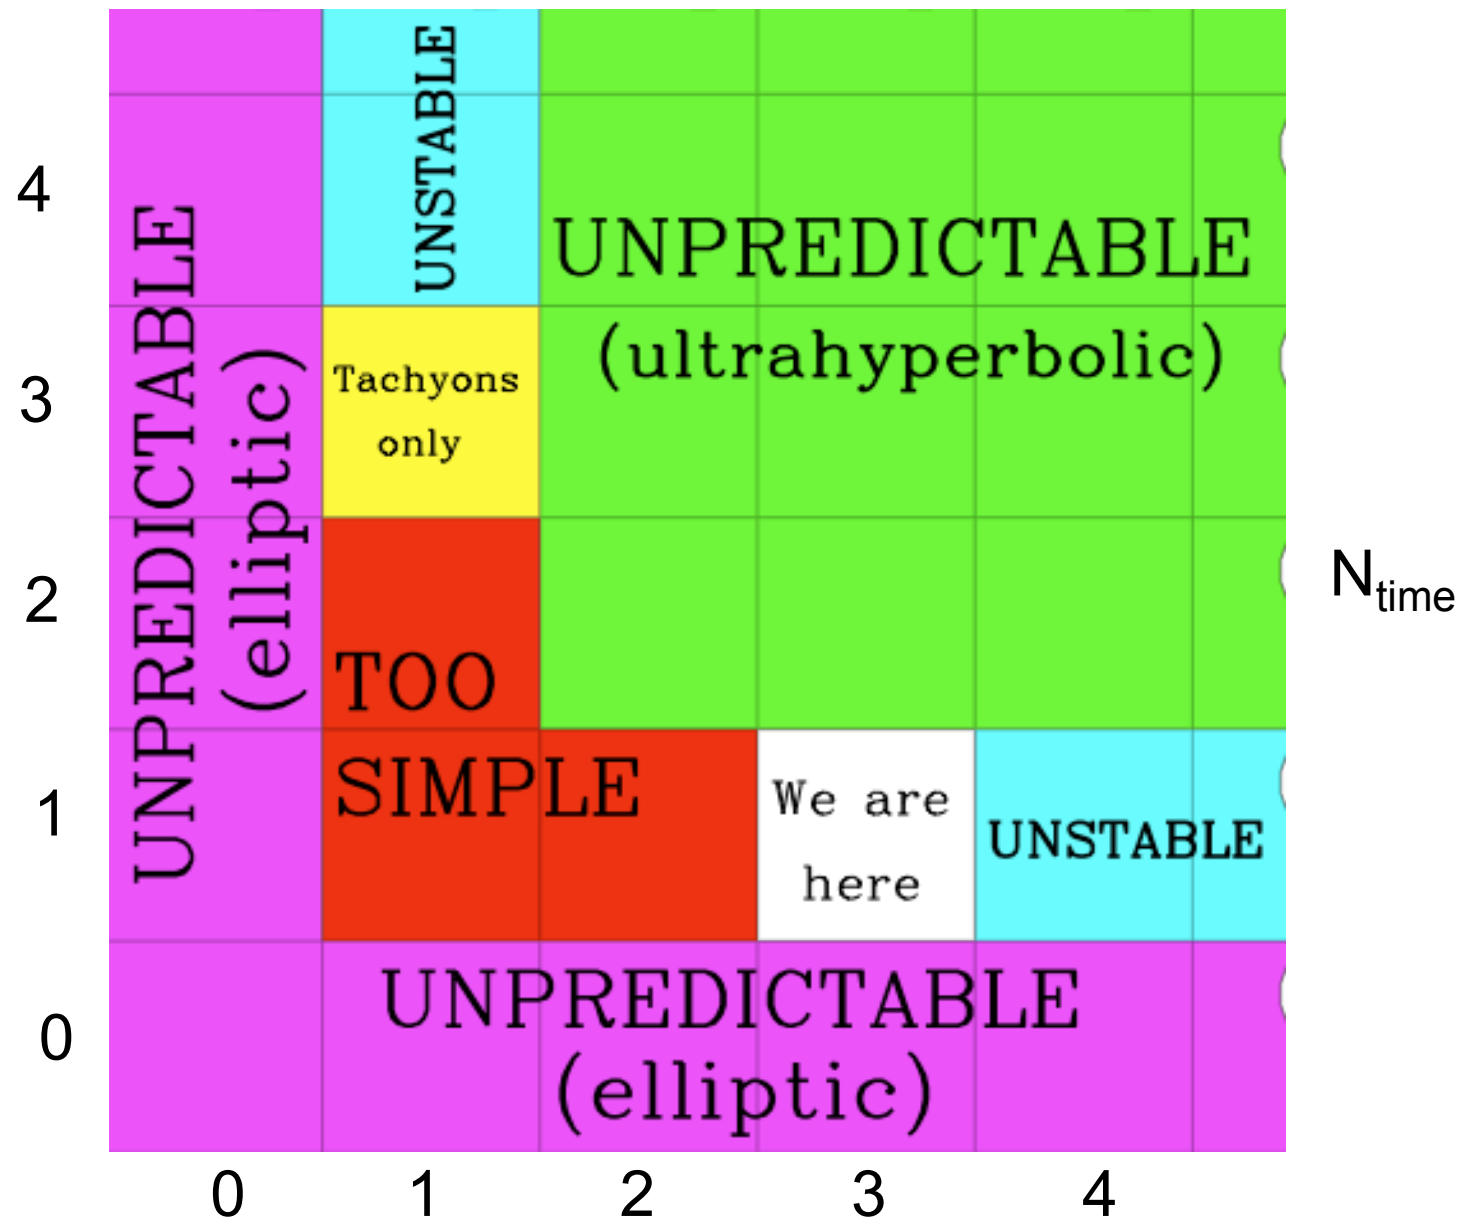 4
3
2
1
0
UNPREDICTABLE
(elliptic)
UNSTABLE
UNPREDICTABLE
(ultrahyperbolic)
Tachyons
only
TOO
SIMPLE
We are
here
UNSTABLE
UNPREDICTABLE
(elliptic)
0 1 2 3 4
Ntime